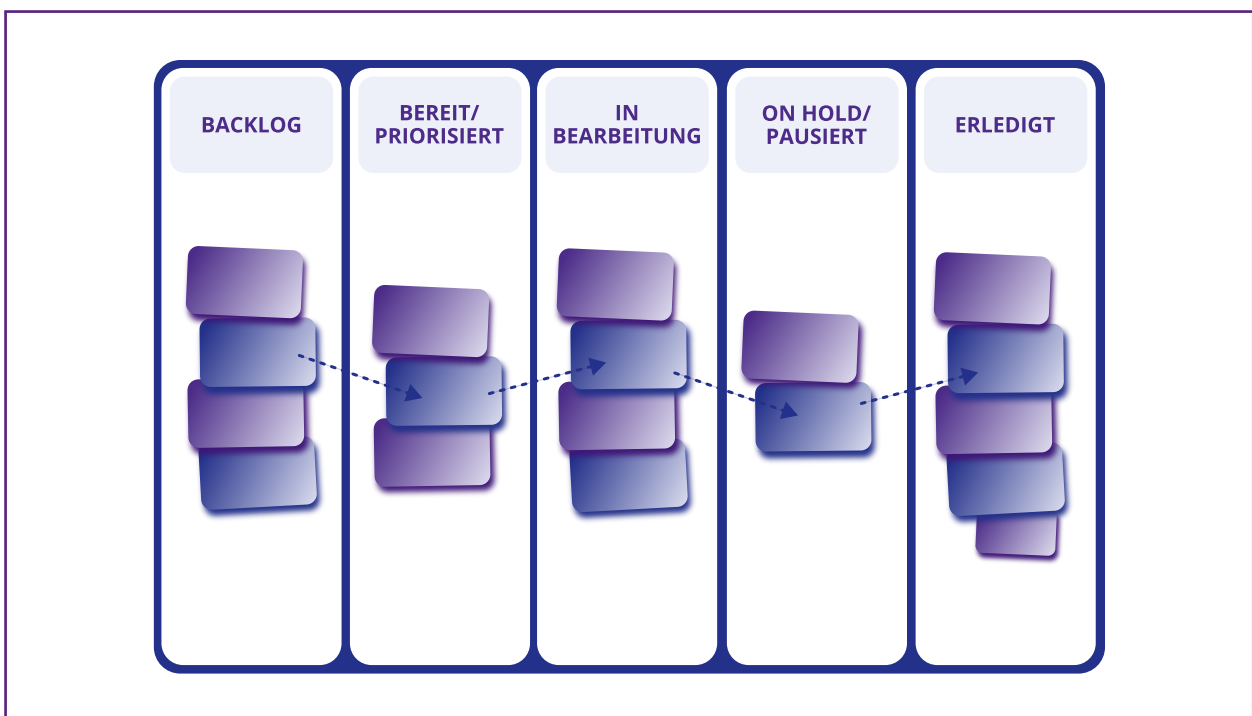 BACKLOG
BEREIT/
PRIORISIERT
IN
BEARBEITUNG
ON HOLD/
PAUSIERT
ERLEDIGT